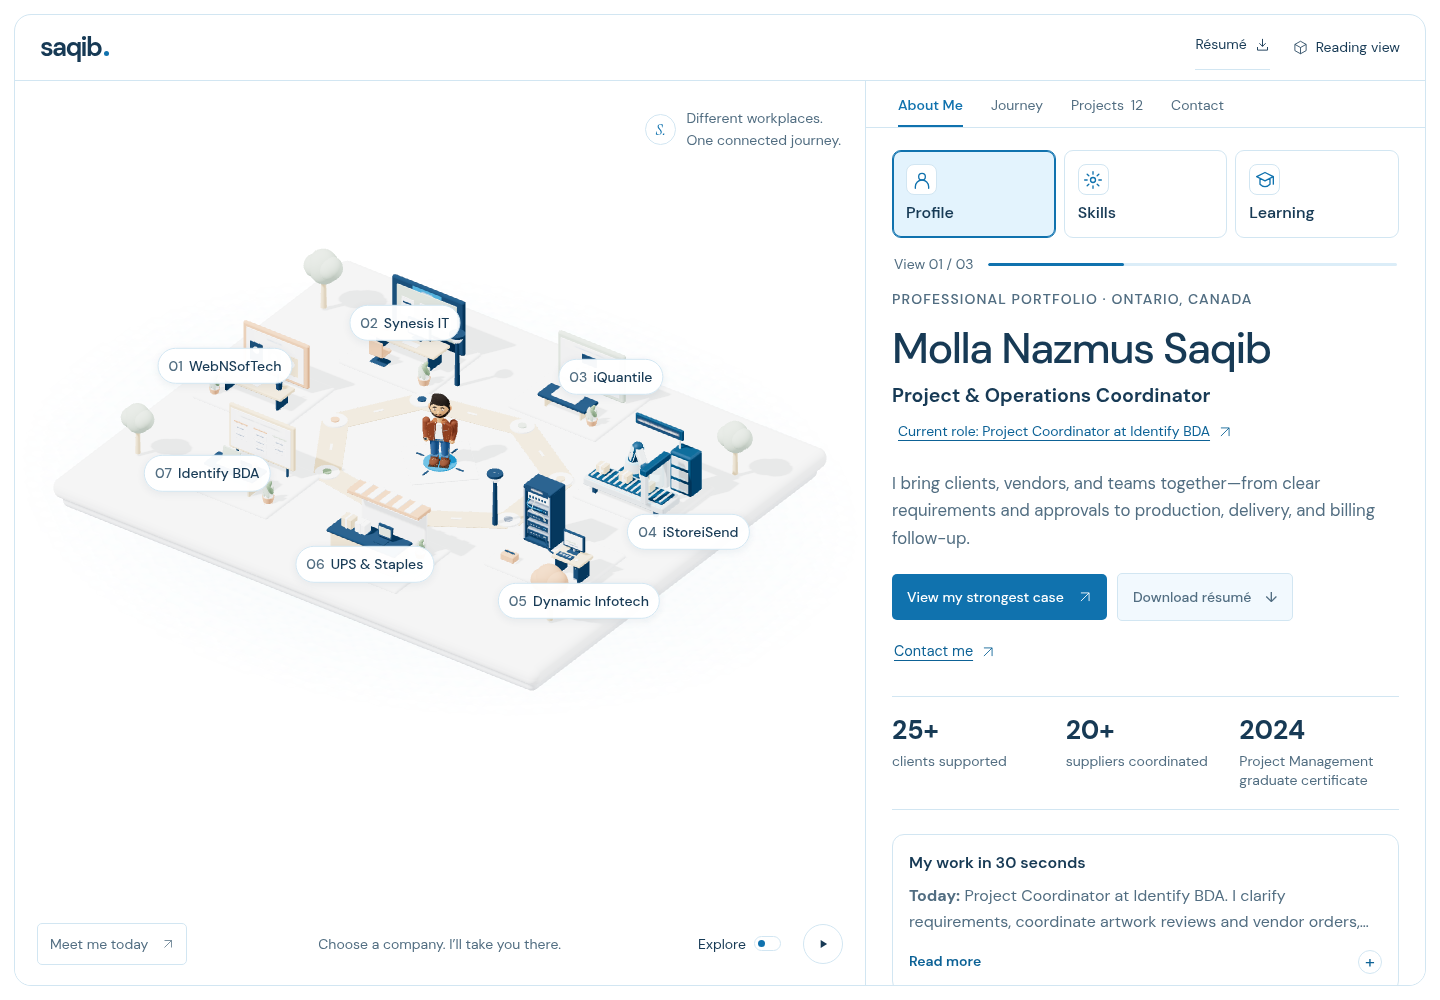 saqib.
Résumé
Reading view
S.
Different workplaces.
One connected journey.
01 WebNSofTech
02 Synesis IT
03 iQuantile
04 iStoreiSend
05 Dynamic Infotech
06 UPS & Staples
07 Identify BDA
Meet me today
Choose a company. I’ll take you there.
Explore
About Me
Journey
Projects 12
Contact
Profile
Skills
Learning
View 01 / 03
PROFESSIONAL PORTFOLIO · ONTARIO, CANADA
Molla Nazmus Saqib
Project & Operations Coordinator
Current role: Project Coordinator at Identify BDA
I bring clients, vendors, and teams together—from clear
requirements and approvals to production, delivery, and billing
follow-up.
View my strongest case
Download résumé
Contact me
25+
clients supported
20+
suppliers coordinated
2024
Project Management
graduate certificate
My work in 30 seconds
Today: Project Coordinator at Identify BDA. I clarify
requirements, coordinate artwork reviews and vendor orders,...
Read more